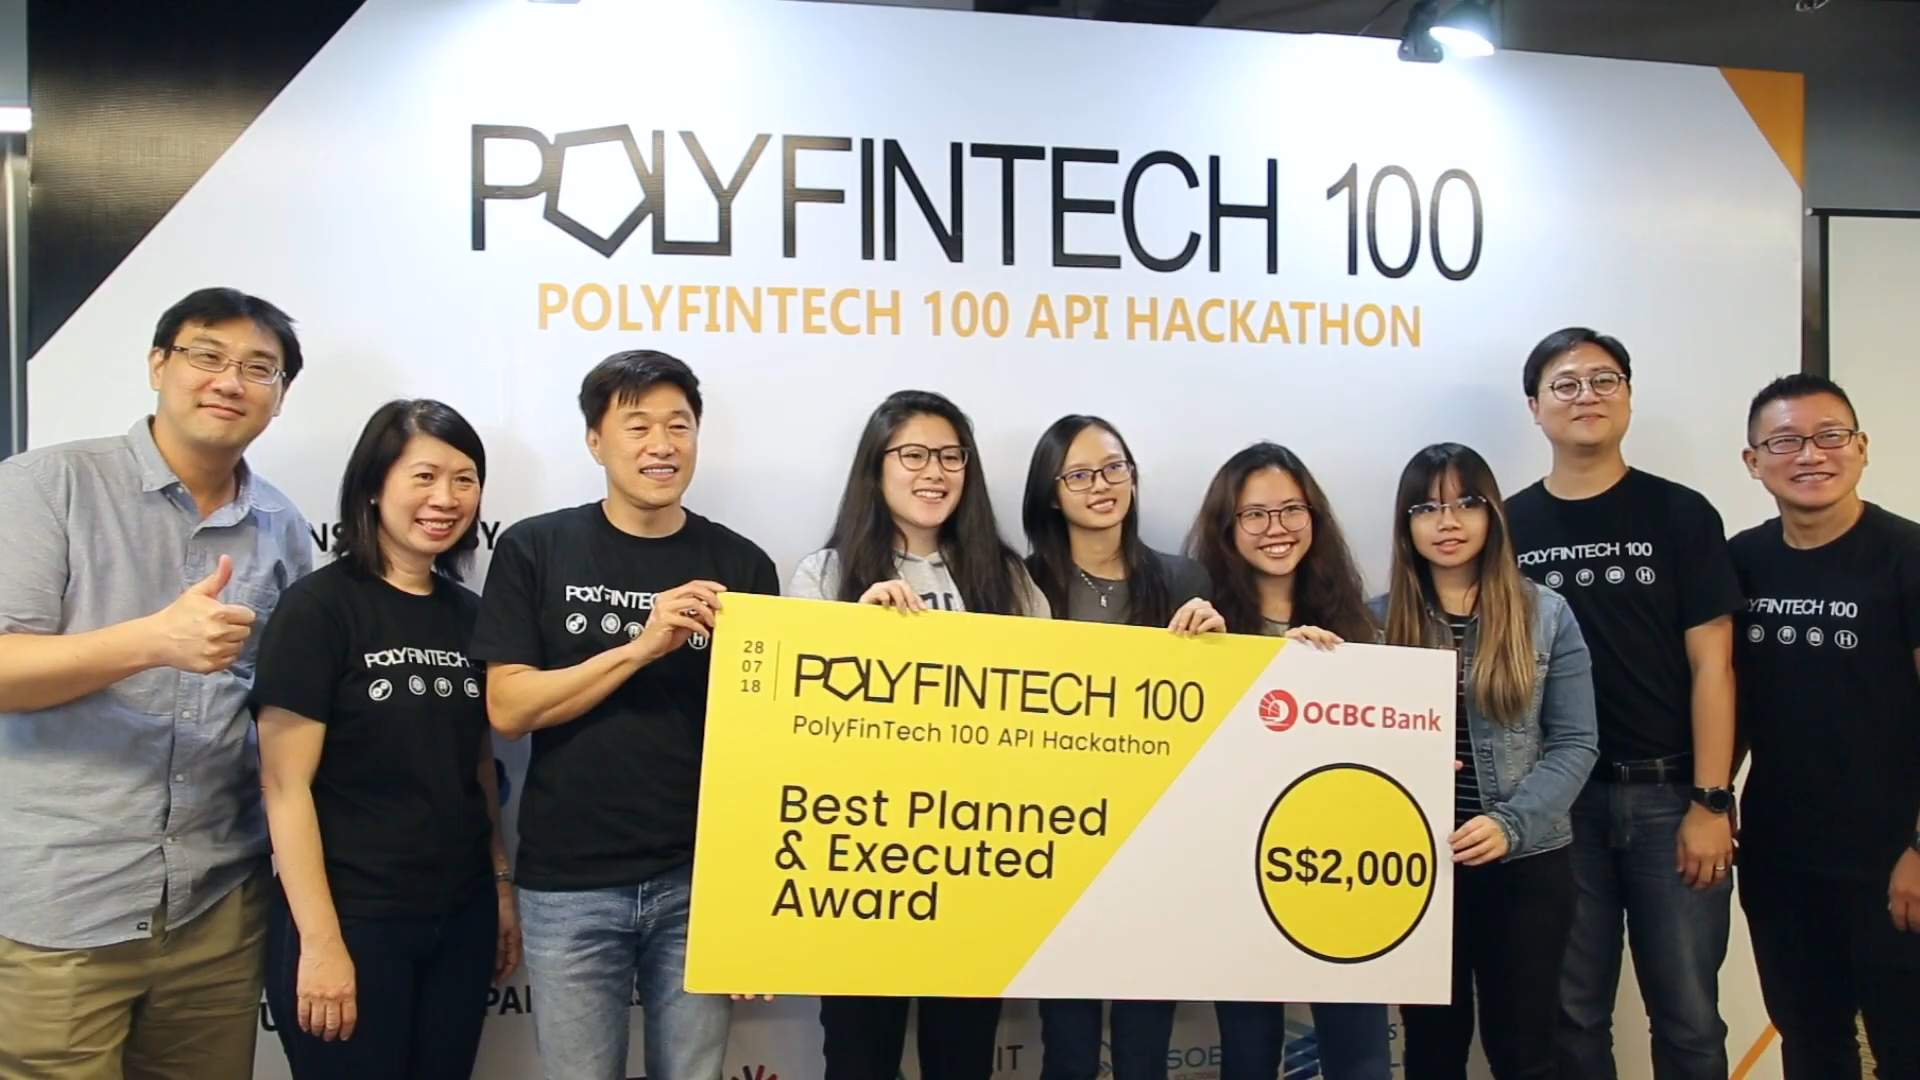 POLYFINTECH 100
POLYFINTECH 100 API HACKATHON
POLYFINTECH
POLYFINTECH 100
POLYFINTECH 100
28
07
18
POLYFINTECH 100
PolyFinTech 100 API Hackathon
Best Planned
& Executed
Award
OCBC Bank
S$2,000